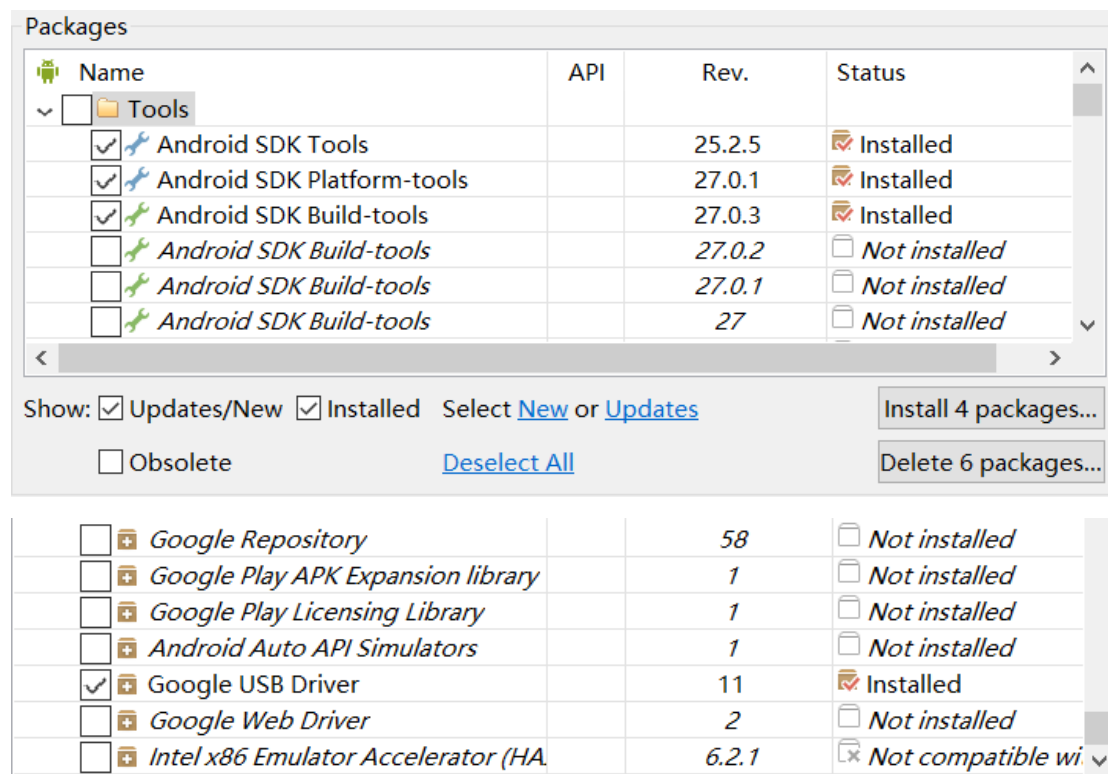 Packages
Name API Rev. Status
Tools
Android SDK Tools 25.2.5 Installed
Android SDK Platform-tools 27.0.1 Installed
Android SDK Build-tools 27.0.3 Installed
Android SDK Build-tools 27.0.2 Not installed
Android SDK Build-tools 27.0.1 Not installed
Android SDK Build-tools 27 Not installed
Show: Updates/New Installed Select New or Updates Install 4 packages...
Obsolete Deselect All Delete 6 packages...
Google Repository 58 Not installed
Google Play APK Expansion library 1 Not installed
Google Play Licensing Library 1 Not installed
Android Auto API Simulators 1 Not installed
Google USB Driver 11 Installed
Google Web Driver 2 Not installed
Intel x86 Emulator Accelerator (HA 6.2.1 Not compatible wi